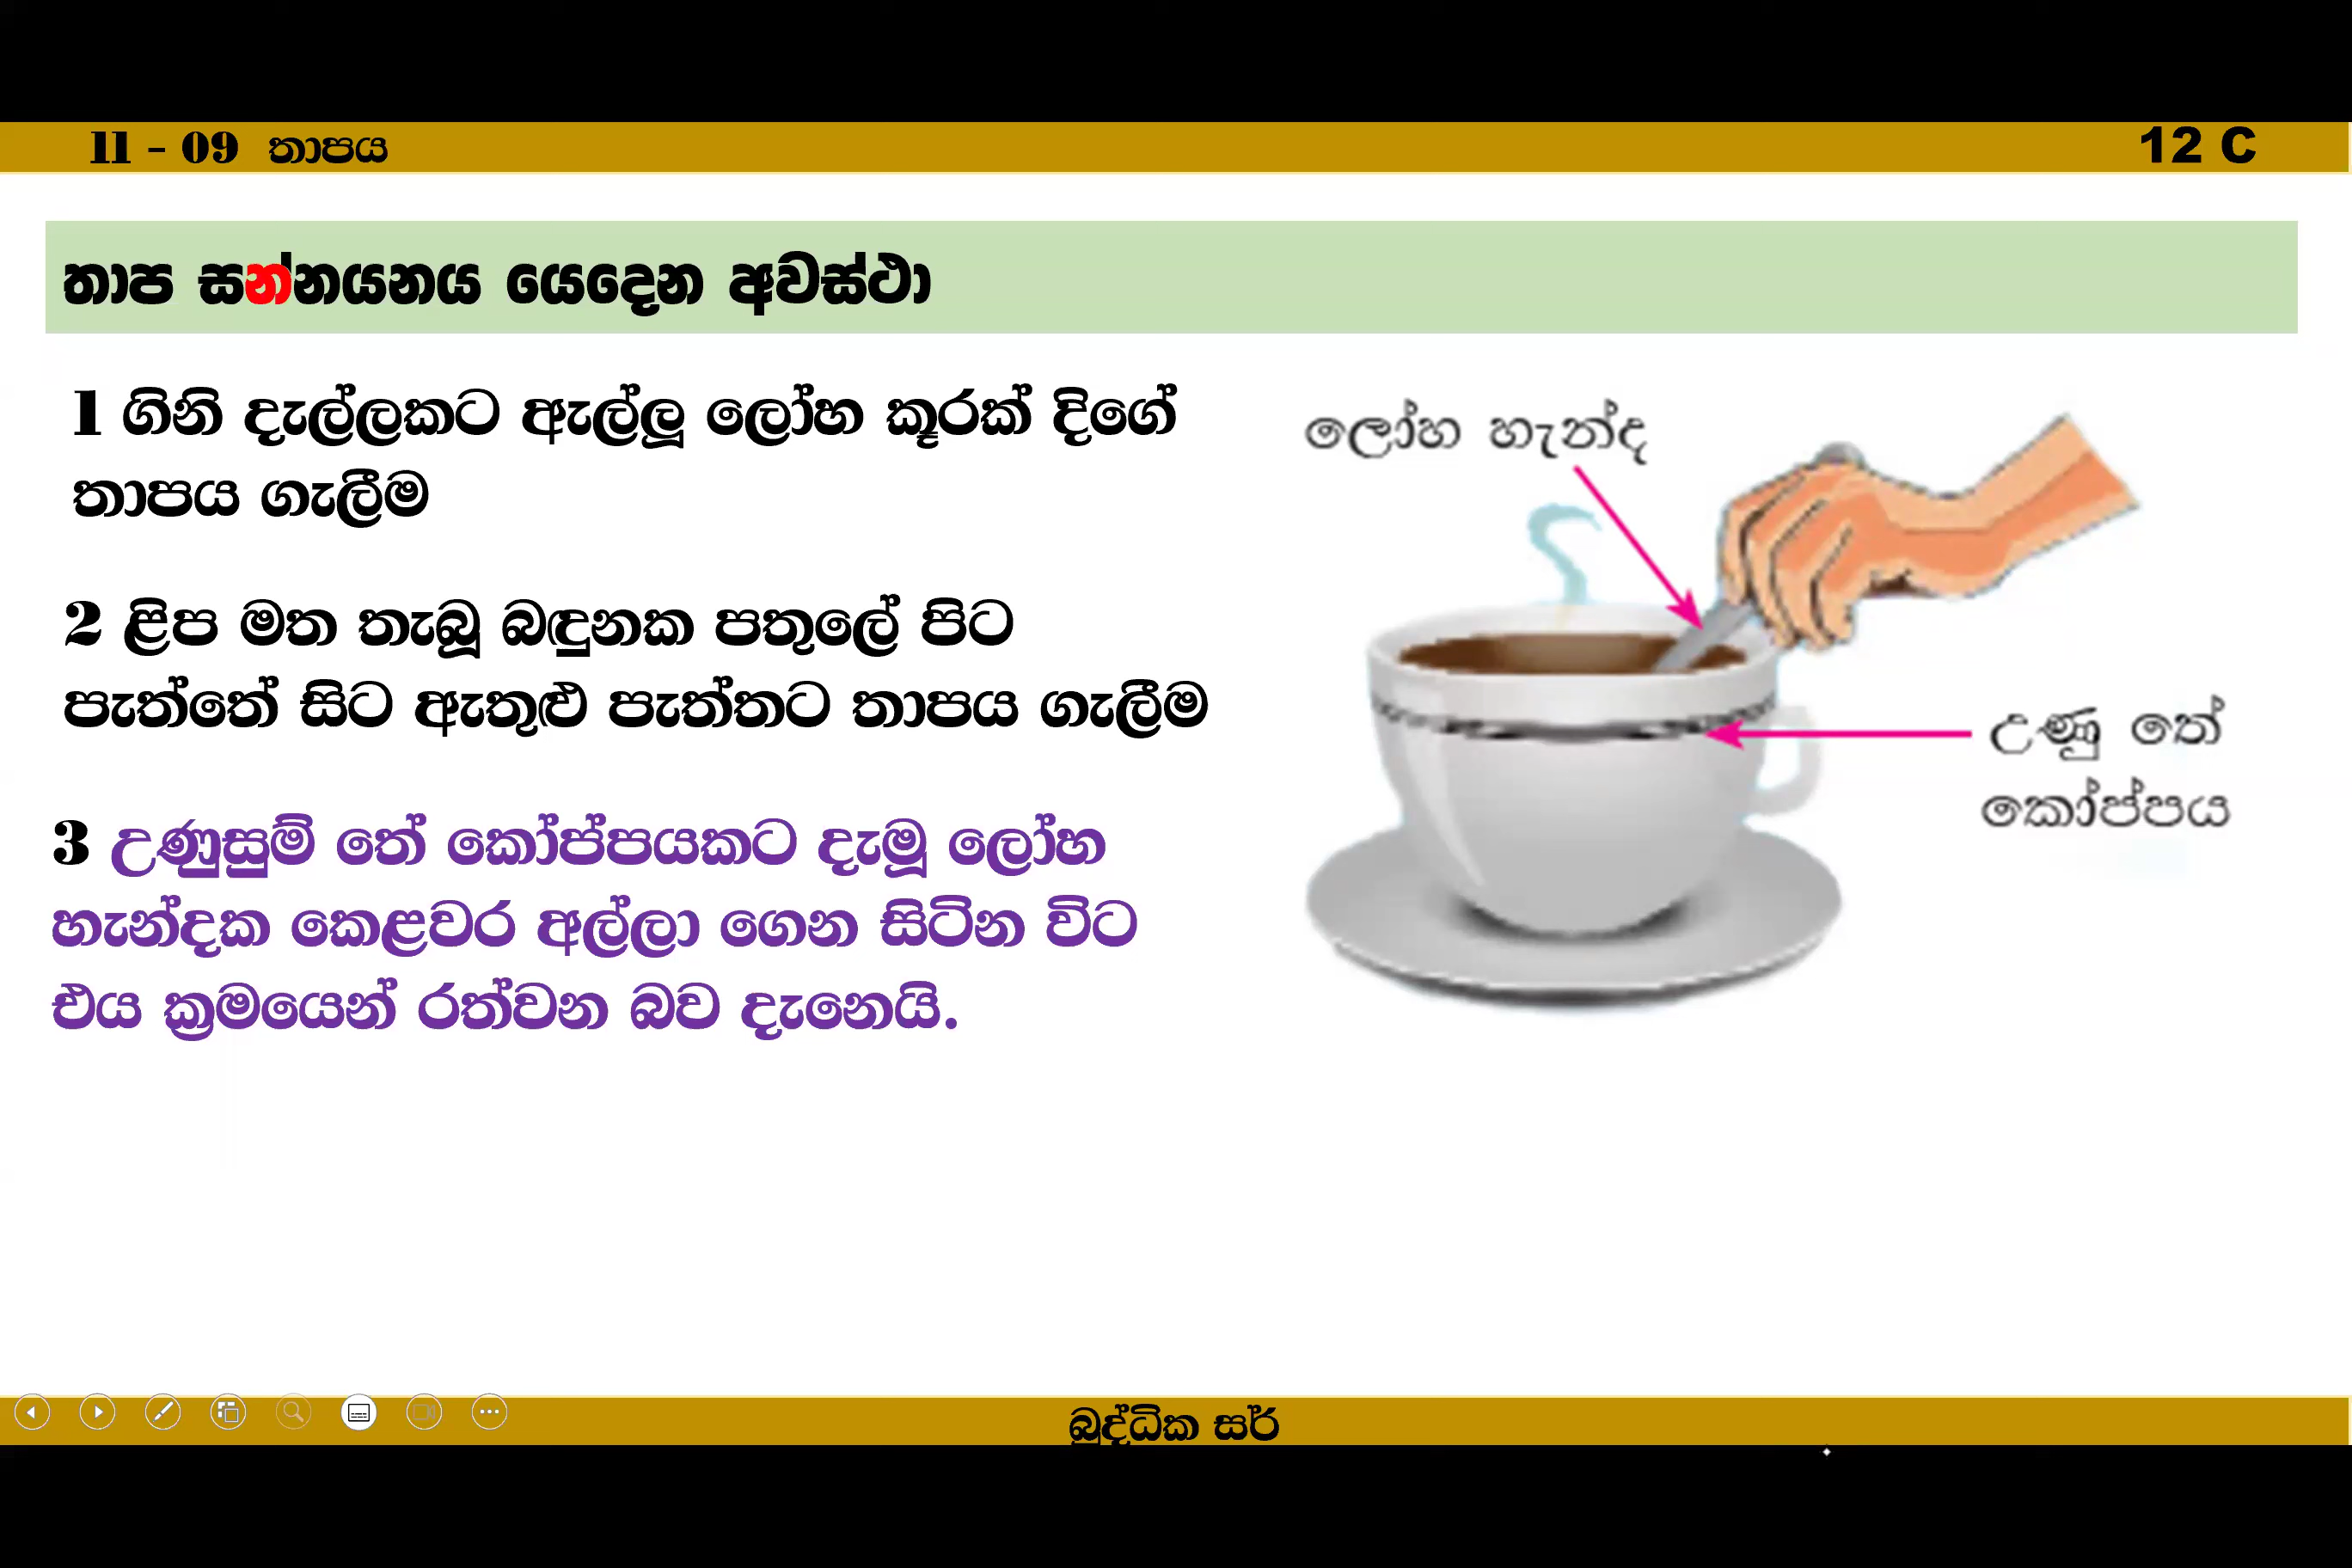 11 - 09 තාපය
12 C
තාප සන්නයනය යෙදෙන අවස්ථා
1 ගිනි දැල්ලකට ඇල්ලූ ලෝහ කූරක් දිගේ
තාපය ගැලීම
2 ළිප මත තැබූ බඳුනක පතුලේ පිට
පැත්තේ සිට ඇතුළු පැත්තට තාපය ගැලීම
3 උණුසුම් තේ කෝප්පයකට දැමූ ලෝහ
හැන්දක කෙළවර අල්ලා ගෙන සිටින විට
එය ක්‍රමයෙන් රත්වන බව දැනෙයි.
ලෝහ හැන්ද
උණු තේ
කෝප්පය
බුද්ධික සර්